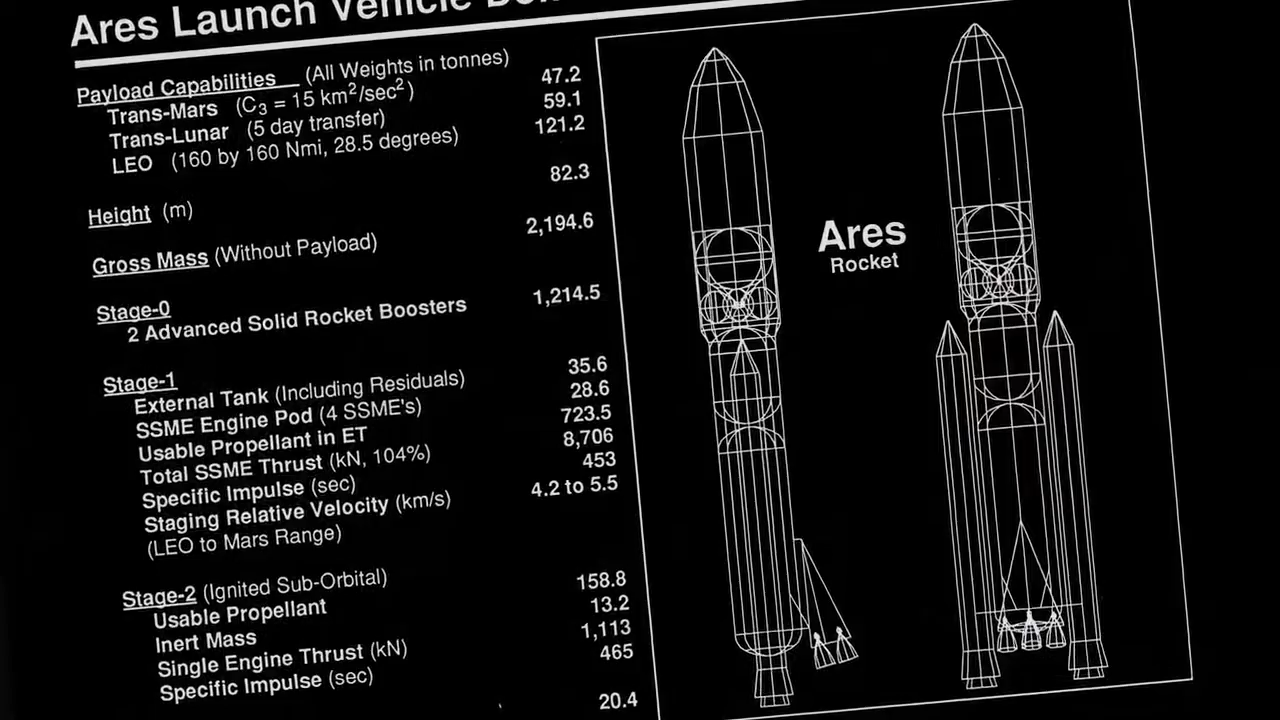 Ares Launch Vehicle
Payload Capabilities (All Weights in tonnes)
Trans-Mars (C3 = 15 km²/sec²) 47.2
Trans-Lunar (5 day transfer) 59.1
LEO (160 by 160 Nmi, 28.5 degrees) 121.2
Height (m) 82.3
Gross Mass (Without Payload) 2,194.6
Stage-0
2 Advanced Solid Rocket Boosters 1,214.5
Stage-1
External Tank (Including Residuals) 35.6
SSME Engine Pod (4 SSME's) 28.6
Usable Propellant in ET 723.5
Total SSME Thrust (kN, 104%) 8,706
Specific Impulse (sec) 453
Staging Relative Velocity (km/s) 4.2 to 5.5
(LEO to Mars Range)
Stage-2 (Ignited Sub-Orbital)
Usable Propellant 158.8
Inert Mass 13.2
Single Engine Thrust (kN) 1,113
Specific Impulse (sec) 465
20.4
Ares
Rocket